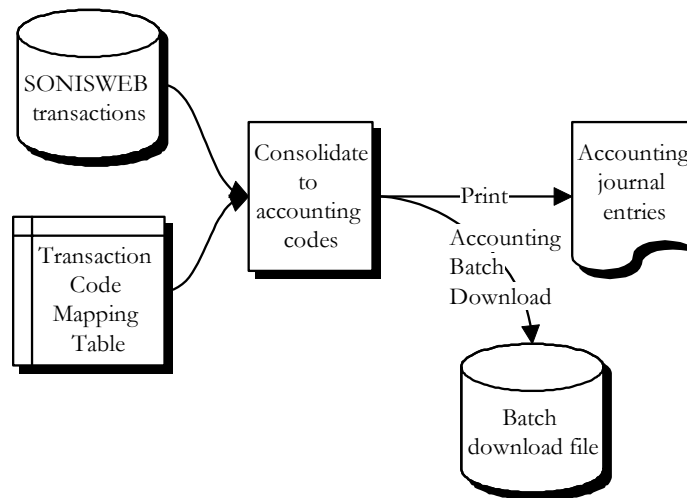 SONISWEB
transactions
Transaction
Code
Mapping
Table
Consolidate
to
accounting
codes
Print
Accounting
Batch
Download
Accounting
journal
entries
Batch
download file